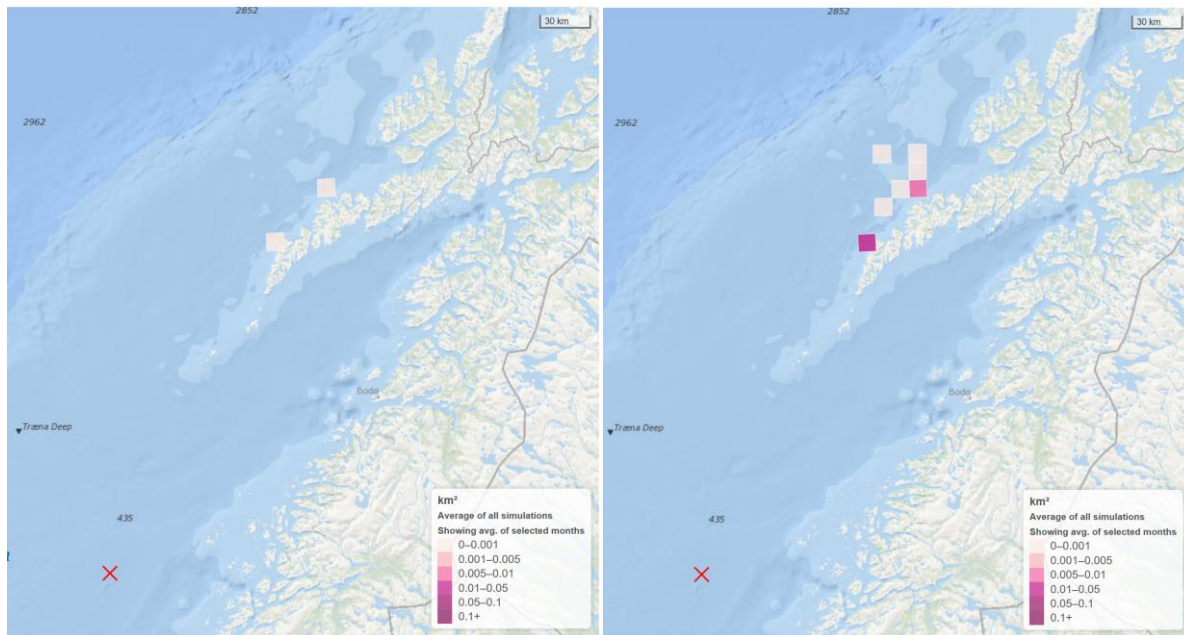 2852
30 km
2962
Bodø
Træna Deep
435
km²
Average of all simulations
Showing avg. of selected months
0–0.001
0.001–0.005
0.005–0.01
0.01–0.05
0.05–0.1
0.1+
2852
30 km
2962
Bodø
Træna Deep
435
km²
Average of all simulations
Showing avg. of selected months
0–0.001
0.001–0.005
0.005–0.01
0.01–0.05
0.05–0.1
0.1+